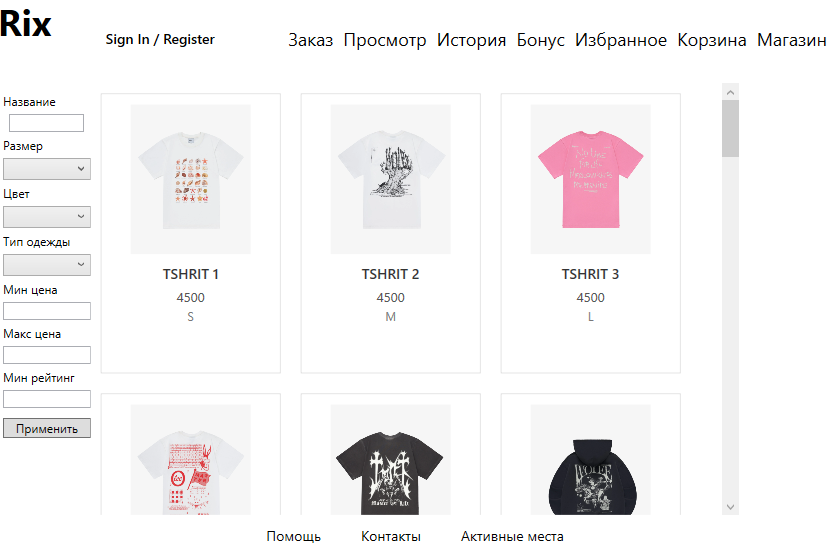 Rix
Sign In / Register
Заказ Просмотр История Бонус Избранное Корзина Магазин
Название
Размер
Цвет
Тип одежды
Мин цена
Макс цена
Мин рейтинг
Применить
TSHRIT 1
4500
S
TSHRIT 2
4500
M
TSHRIT 3
4500
L
Помощь Контакты Активные места